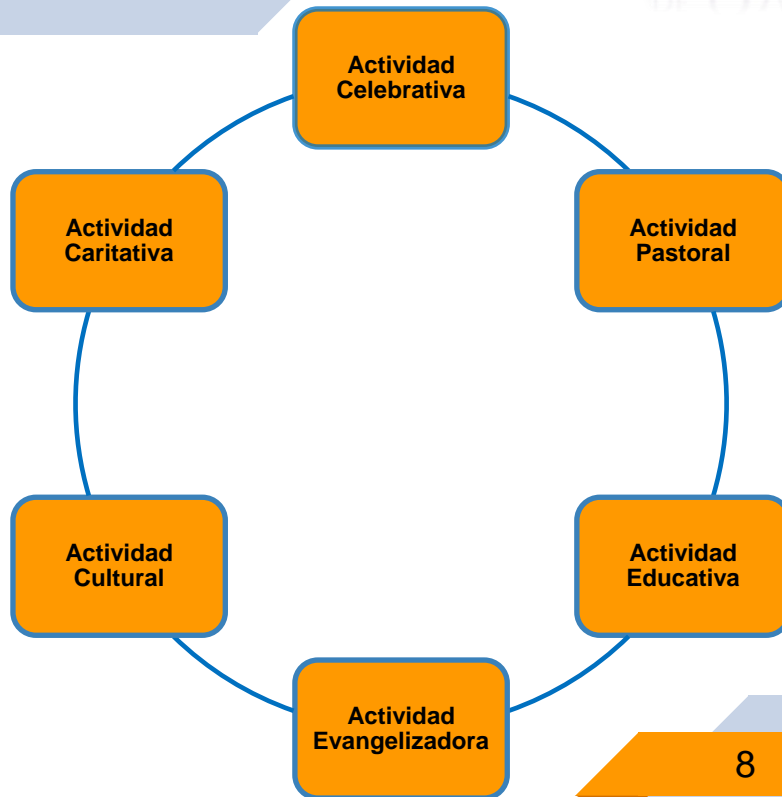 Actividad
Celebrativa
Actividad
Caritativa
Actividad
Pastoral
Actividad
Cultural
Actividad
Educativa
Actividad
Evangelizadora
8